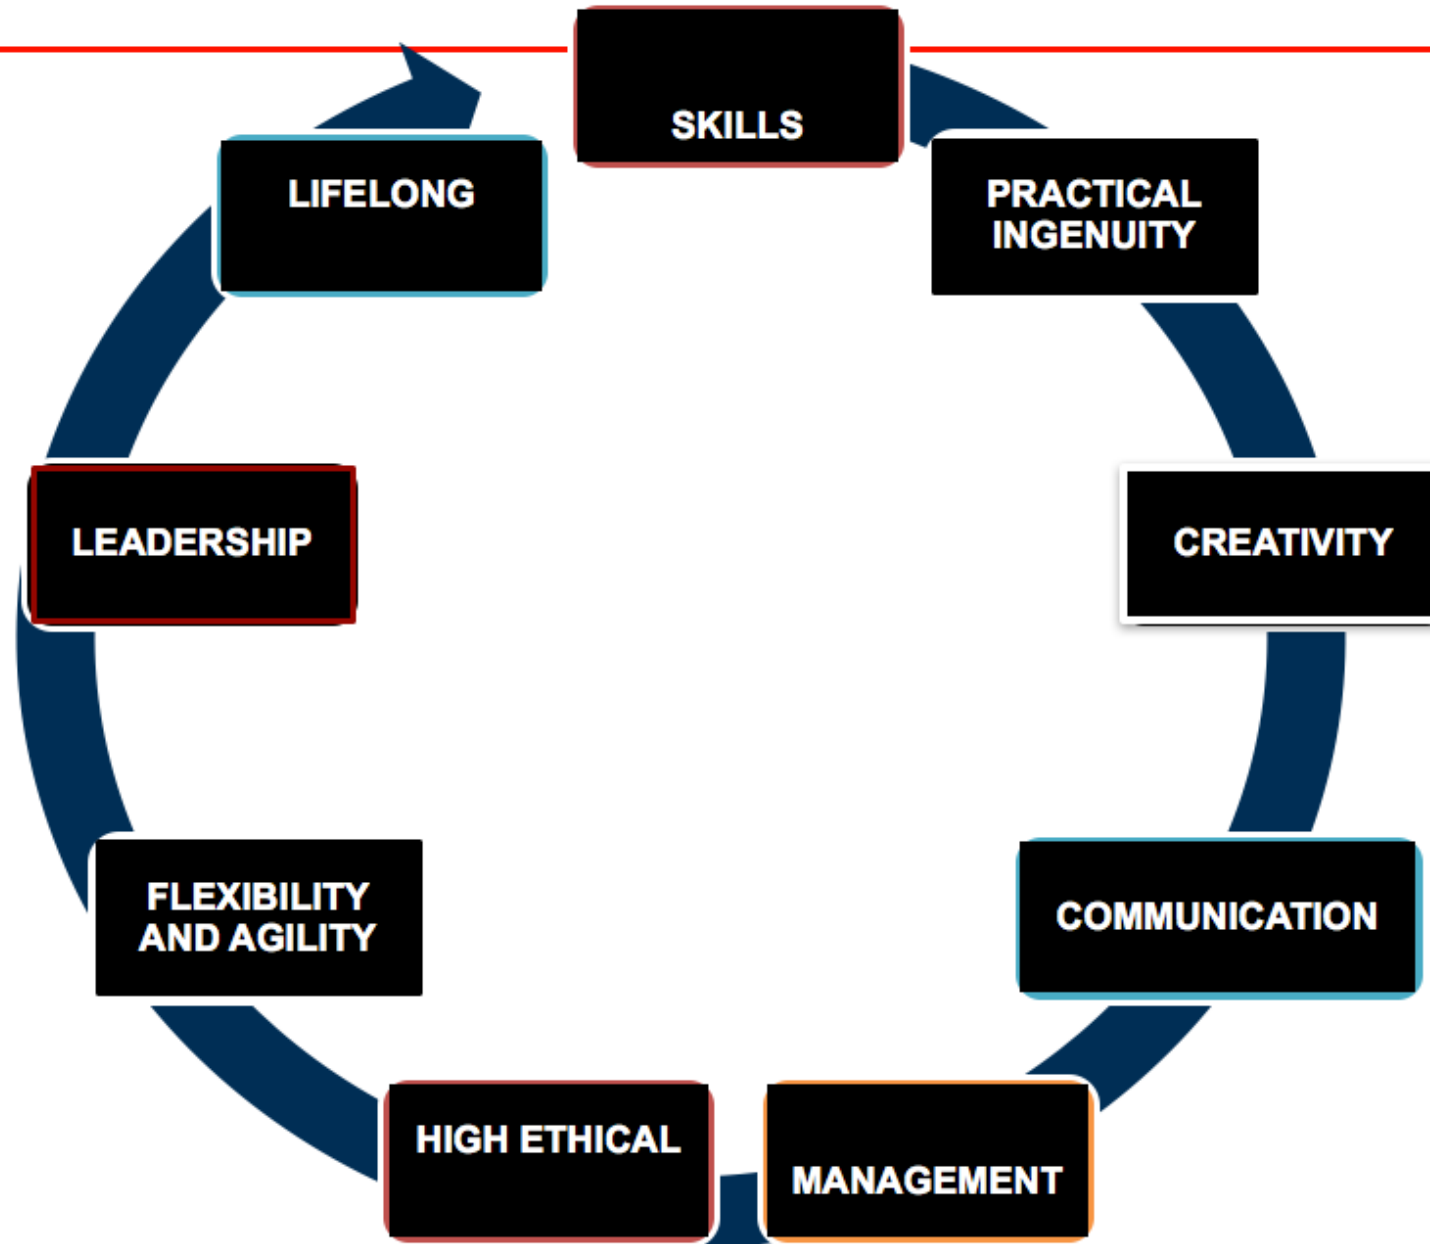 SKILLS
PRACTICAL
INGENUITY
CREATIVITY
COMMUNICATION
MANAGEMENT
HIGH ETHICAL
FLEXIBILITY
AND AGILITY
LEADERSHIP
LIFELONG